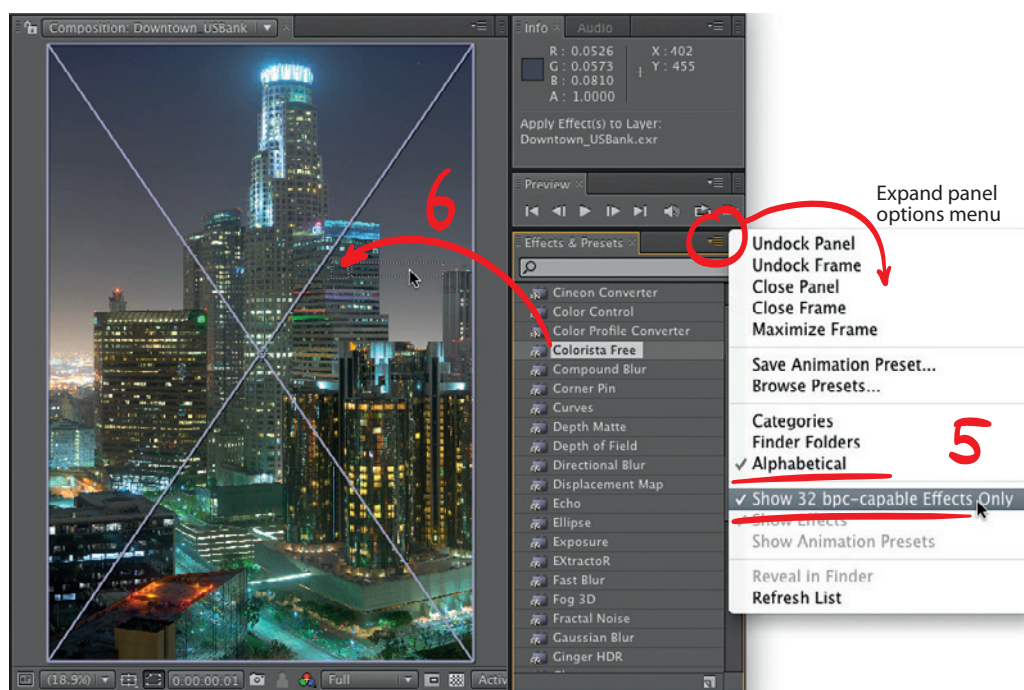 Composition: Downtown_USBank
Info Audio
R: 0.0526 X: 402
G: 0.0573 Y: 455
B: 0.0810
A: 1.0000
Apply Effect(s) to Layer:
Downtown_USBank.exr
Preview
6
Expand panel
options menu
Effects & Presets
Cineon Converter
Color Control
Color Profile Converter
Colorista Free
Compound Blur
Corner Pin
Curves
Depth Matte
Depth of Field
Directional Blur
Displacement Map
Echo
Ellipse
Exposure
EXtractoR
Fast Blur
Fog 3D
Fractal Noise
Gaussian Blur
Ginger HDR
Undock Panel
Undock Frame
Close Panel
Close Frame
Maximize Frame
Save Animation Preset...
Browse Presets...
Categories
Finder Folders
Alphabetical
5
Show 32 bpc-capable Effects Only
Show Effects
Show Animation Presets
Reveal in Finder
Refresh List
(18.9%) 0:00:00:01 Full Activ